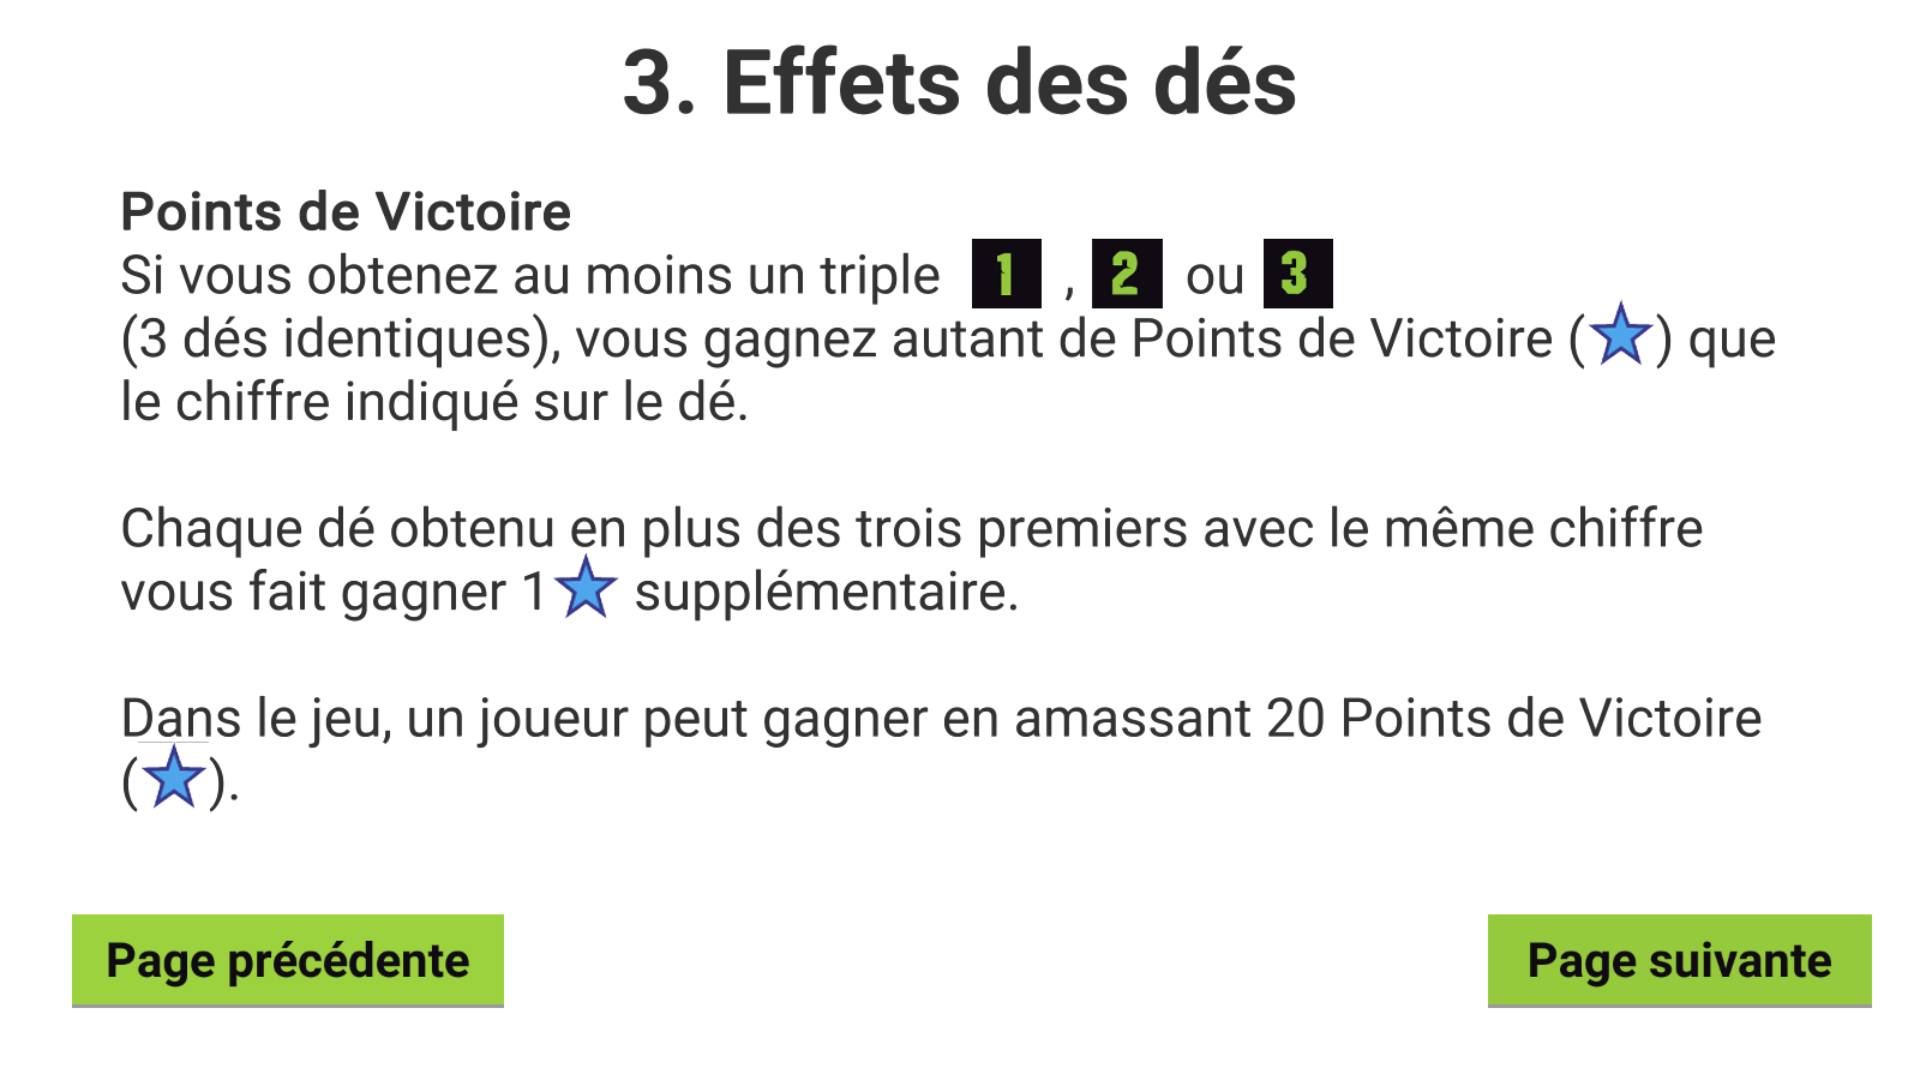 3. Effets des dés
Points de Victoire
Si vous obtenez au moins un triple 1 , 2 ou 3
(3 dés identiques), vous gagnez autant de Points de Victoire (★) que
le chiffre indiqué sur le dé.
Chaque dé obtenu en plus des trois premiers avec le même chiffre
vous fait gagner 1★ supplémentaire.
Dans le jeu, un joueur peut gagner en amassant 20 Points de Victoire
(★).
Page précédente
Page suivante